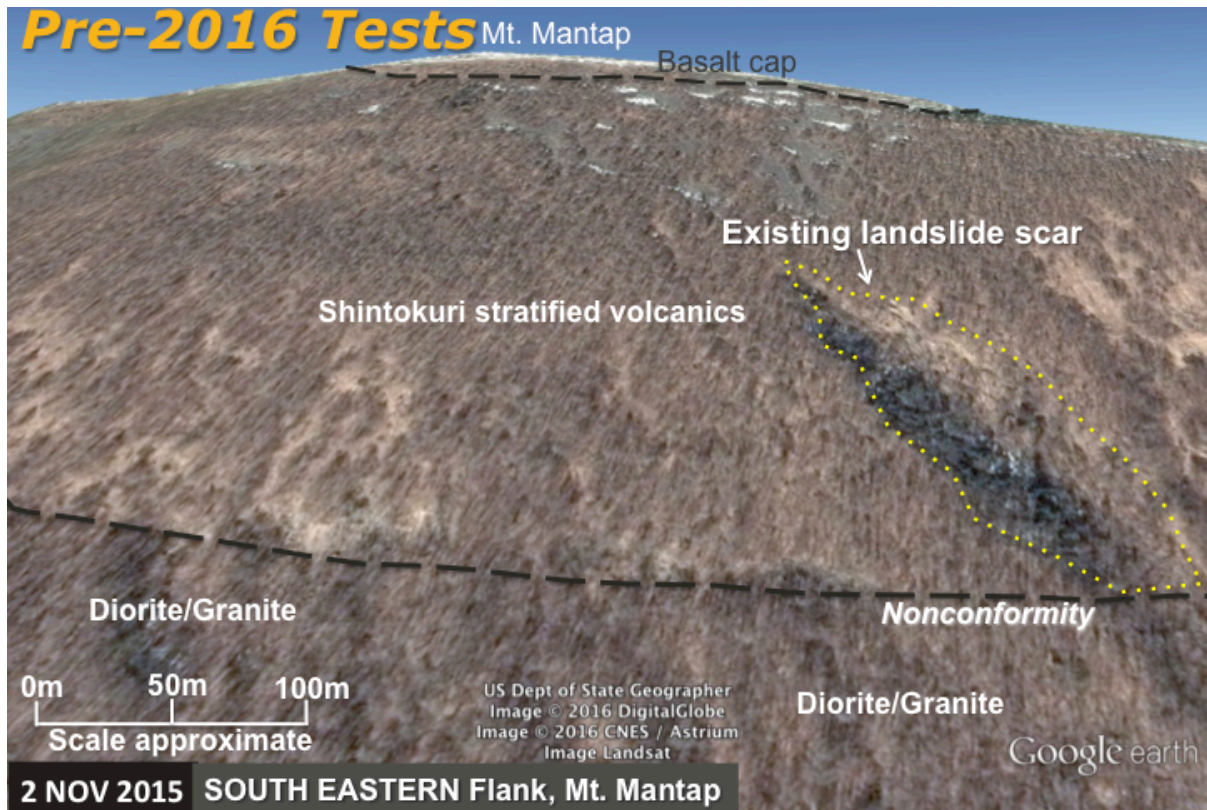 Pre-2016 Tests Mt. Mantap
Basalt cap
Existing landslide scar
Shintokuri stratified volcanics
Diorite/Granite
Nonconformity
0m 50m 100m
Scale approximate
US Dept of State Geographer
Image © 2016 DigitalGlobe
Image © 2016 CNES / Astrium
Image Landsat
Diorite/Granite
Google earth
2 NOV 2015 SOUTH EASTERN Flank, Mt. Mantap